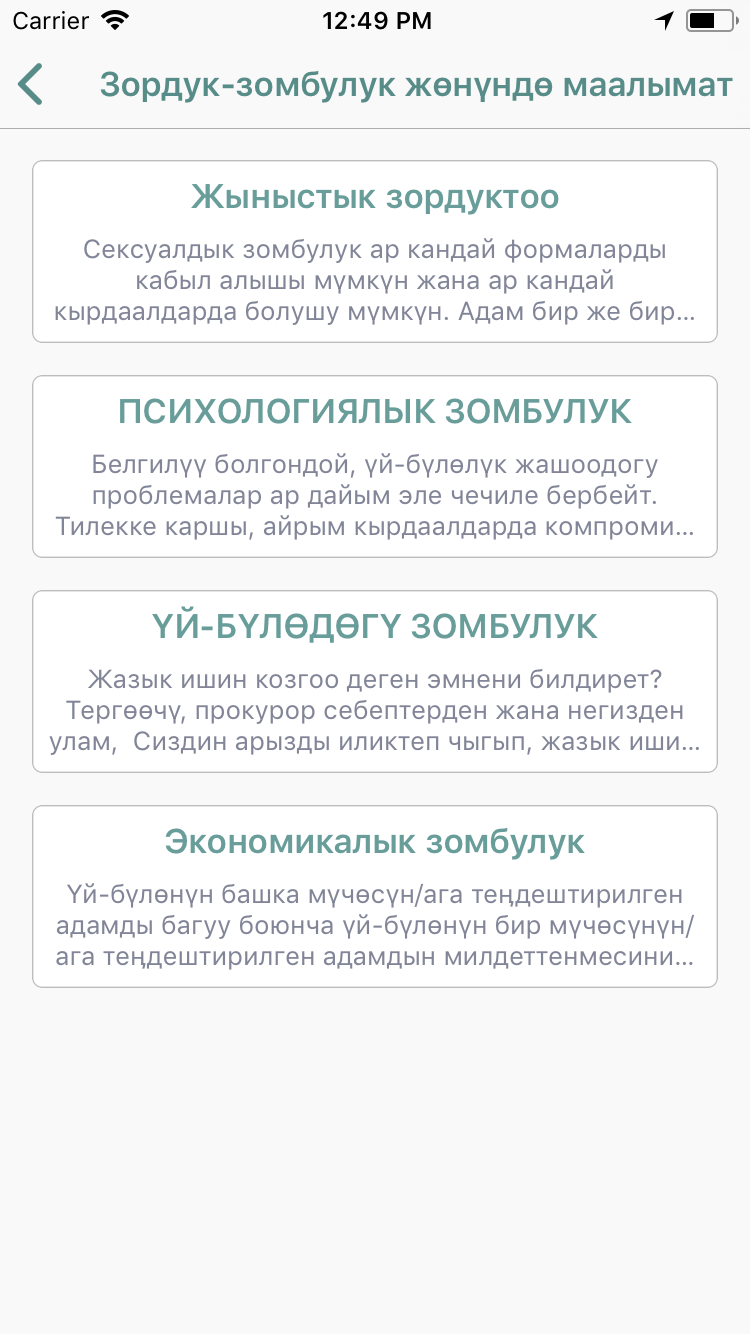 Carrier
12:49 PM
Зордук-зомбулук жөнүндө маалымат
Жыныстык зордуктоо
Сексуалдык зомбулук ар кандай формаларды
кабыл алышы мүмкүн жана ар кандай
кырдаалдарда болушу мүмкүн. Адам бир же бир...
ПСИХОЛОГИЯЛЫК ЗОМБУЛУК
Белгилүү болгондой, үй-бүлөлүк жашоодогу
проблемалар ар дайым эле чечиле бербейт.
Тилекке каршы, айрым кырдаалдарда компроми...
ҮЙ-БҮЛӨДӨГҮ ЗОМБУЛУК
Жазык ишин козгоо деген эмнени билдирет?
Тергөөчү, прокурор себептерден жана негизден
улам,  Сиздин арызды иликтеп чыгып, жазык иши...
Экономикалык зомбулук
Үй-бүлөнүн башка мүчөсүн/ага теңдештирилген
адамды багуу боюнча үй-бүлөнүн бир мүчөсүнүн/
ага теңдештирилген адамдын милдеттенмесини...